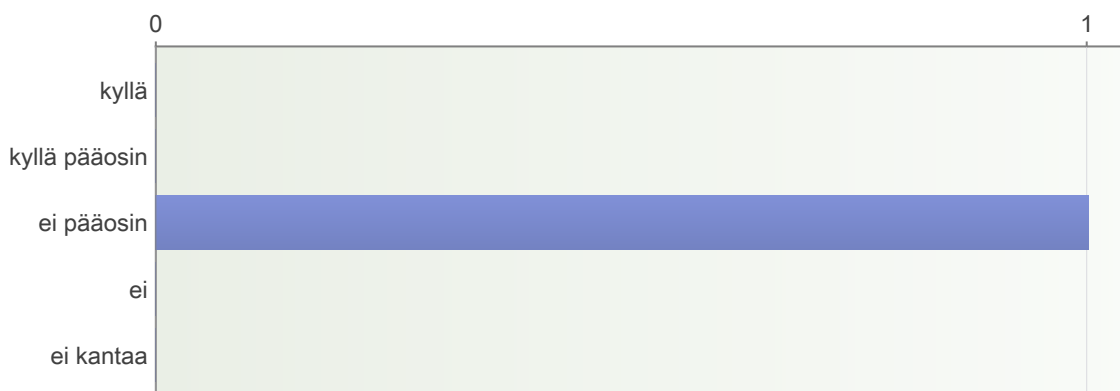 0 1
kyllä
kyllä pääosin
ei pääosin
ei
ei kantaa